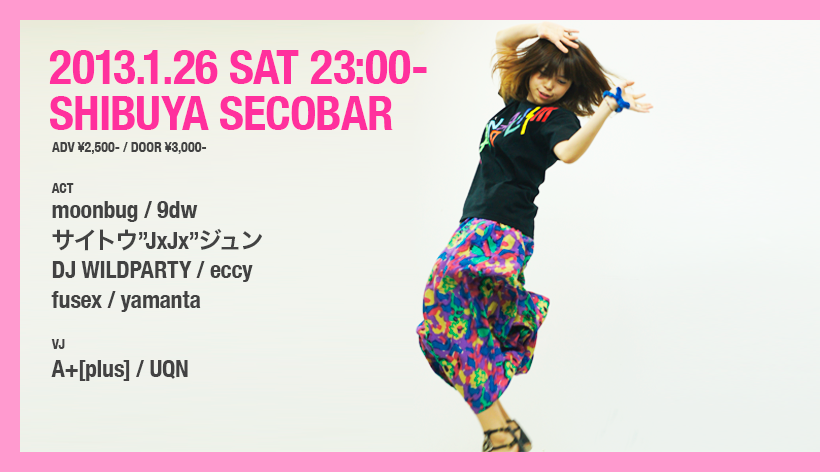 2013.1.26 SAT 23:00-
SHIBUYA SECOBAR
ADV ¥2,500- / DOOR ¥3,000-
ACT
moonbug / 9dw
サイトウ”JxJx”ジュン
DJ WILDPARTY / eccy
fusex / yamanta
VJ
A+[plus] / UQN